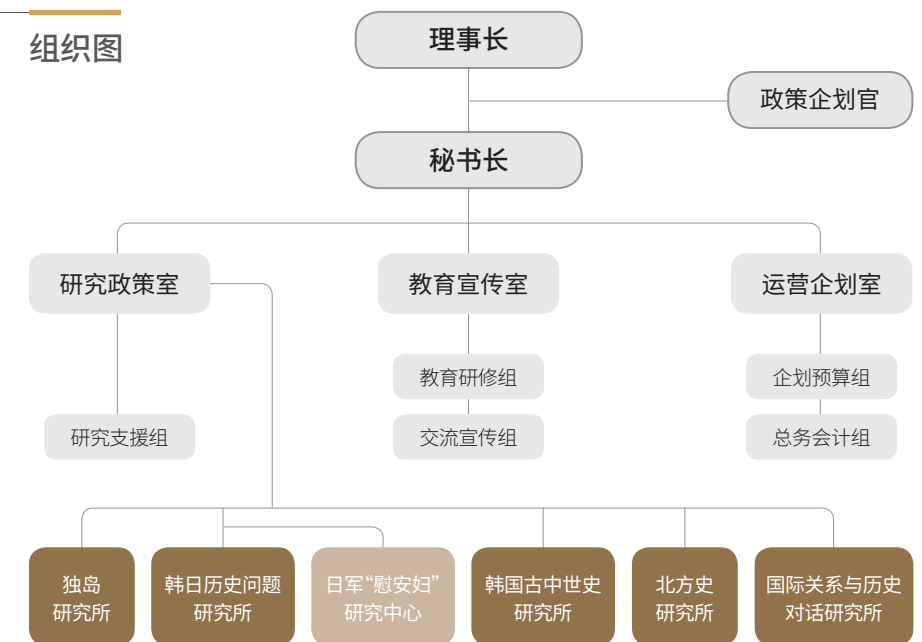 组织图
理事长
政策企划官
秘书长
研究政策室
教育宣传室
运营企划室
教育研修组
企划预算组
研究支援组
交流宣传组
总务会计组
独岛
研究所
韩日历史问题
研究所
日军“慰安妇”
研究中心
韩国古中世史
研究所
北方史
研究所
国际关系与历史
对话研究所